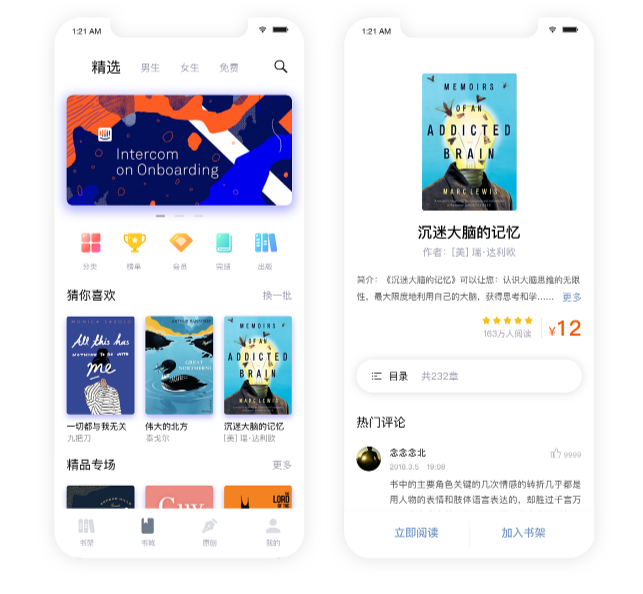 1:21 AM
精选 男生 女生 免费
Intercom
on Onboarding
分类 榜单 会员 完结 出版
猜你喜欢 换一批
MONICA
All this has
NOTHING TO DO WITH
me
GREAT
NORTHERN
MEMOIRS
OF AN
ADDICTED
BRAIN
一切都与我无关 伟大的北方 沉迷大脑的记忆
九把刀 泰戈尔 [美] 瑞·达利欧
精品专场 更多
Guy
THE
LORD
OF THE
书架 书城 原创 我的
1:21 AM
MEMOIRS
OF AN
ADDICTED
BRAIN
MARC LEWIS
沉迷大脑的记忆
作者：[美] 瑞·达利欧
简介：《沉迷大脑的记忆》可以让您：认识大脑思维的无限
性，最大限度地利用自己的大脑，获得思考和学…… 更多
163万人阅读 ¥12
目录 共232章
热门评论
念念念北 9999
2018.3.5 19:08
书中的主要角色关键的几次情感的转折几乎都是
用人物的表情和肢体语言表达的，却胜过千言万
立即阅读 加入书架